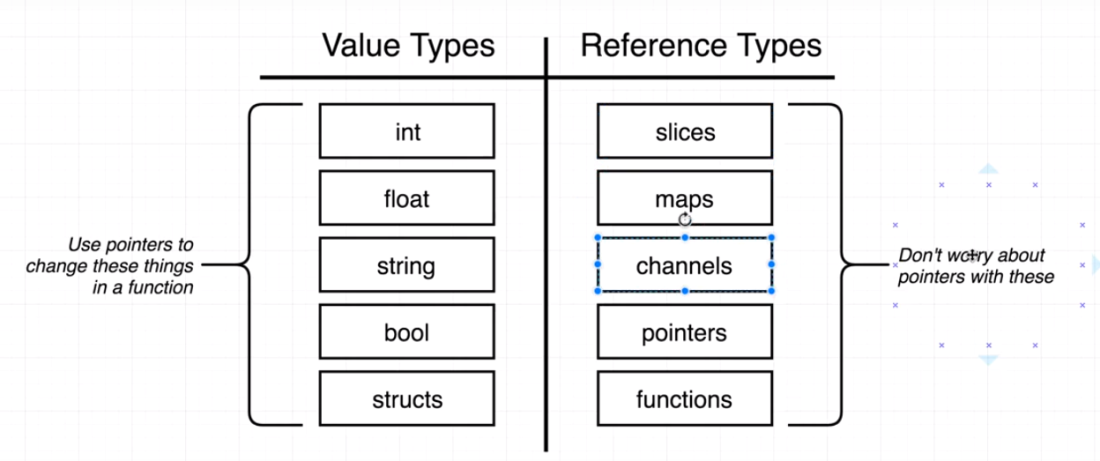 Value Types
Reference Types
int
slices
float
maps
Use pointers to
change these things
in a function
string
channels
Don't worry about
pointers with these
bool
pointers
structs
functions